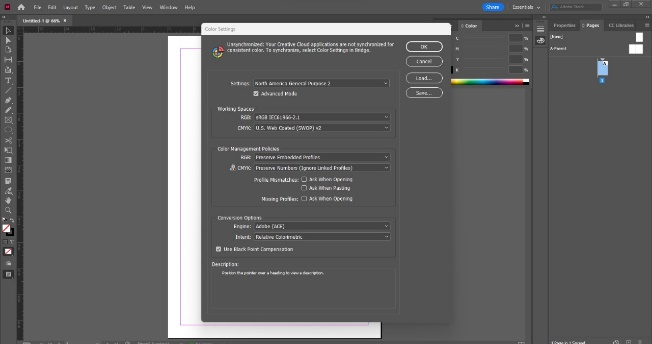 File Edit Layout Type Object Table View Window Help
Share
Essentials
Untitled-1 @ 66%
Color Settings
Unsynchronized: Your Creative Cloud applications are not synchronized for
consistent color. To synchronize, select Color Settings in Bridge.
OK
Cancel
Load...
Save...
Settings: North America General Purpose 2
Advanced Mode
Working Spaces
RGB: sRGB IEC61966-2.1
CMYK: U.S. Web Coated (SWOP) v2
Color Management Policies
RGB: Preserve Embedded Profiles
CMYK: Preserve Numbers (Ignore Linked Profiles)
Profile Mismatches: Ask When Opening
Ask When Pasting
Missing Profiles: Ask When Opening
Conversion Options
Engine: Adobe (ACE)
Intent: Relative Colorimetric
Use Black Point Compensation
Description:
Position the pointer over a heading to view a description.
Color
C %
M %
Y %
K %
Properties Pages CC Libraries
[None]
A-Parent
A